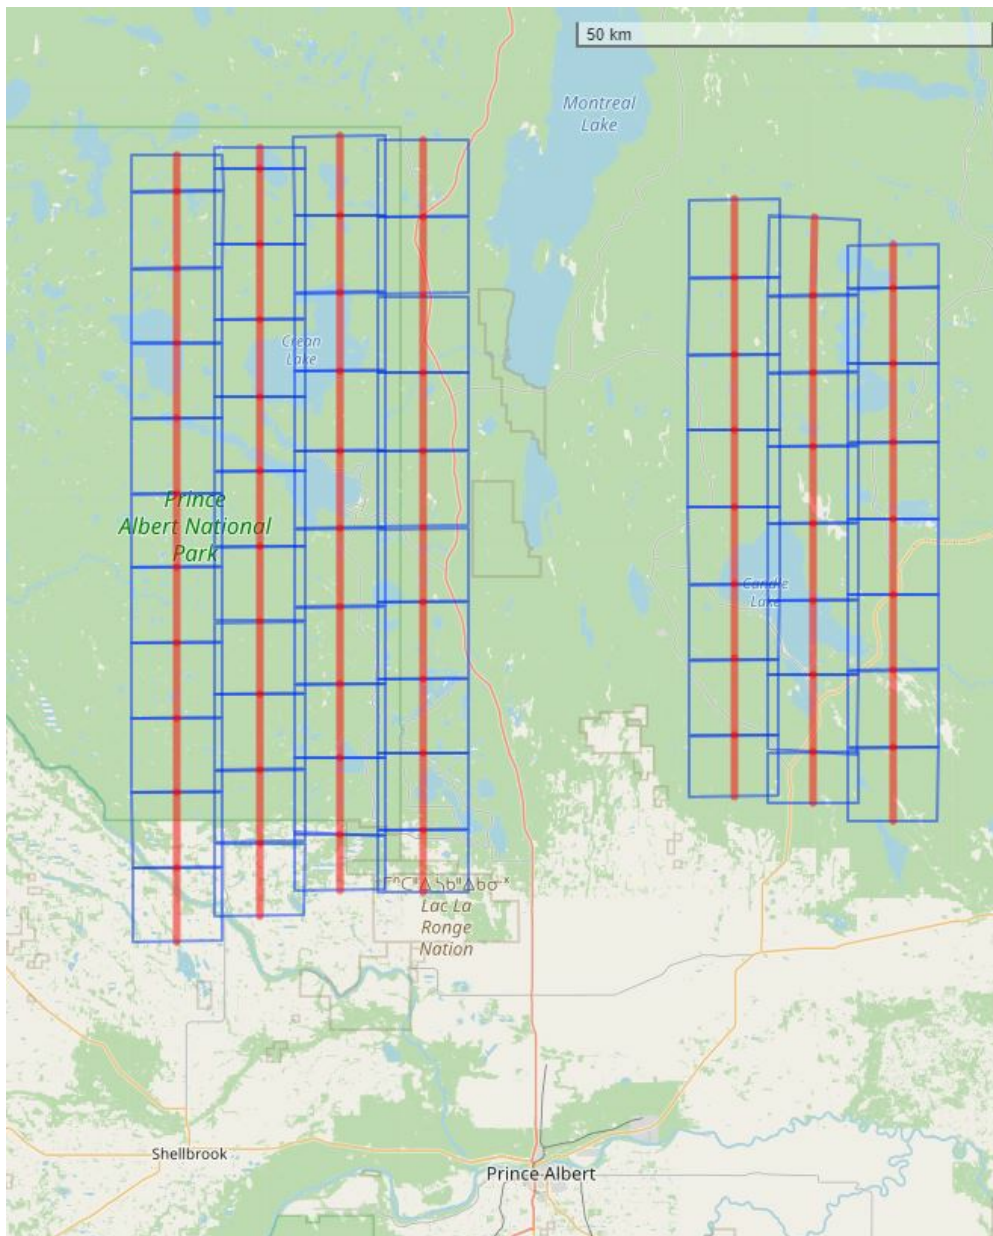 50 km
Montreal
Lake
Crean
Lake
Prince
Albert National
Park
Candle
Lake
Lac La
Ronge
Nation
Shellbrook
Prince Albert